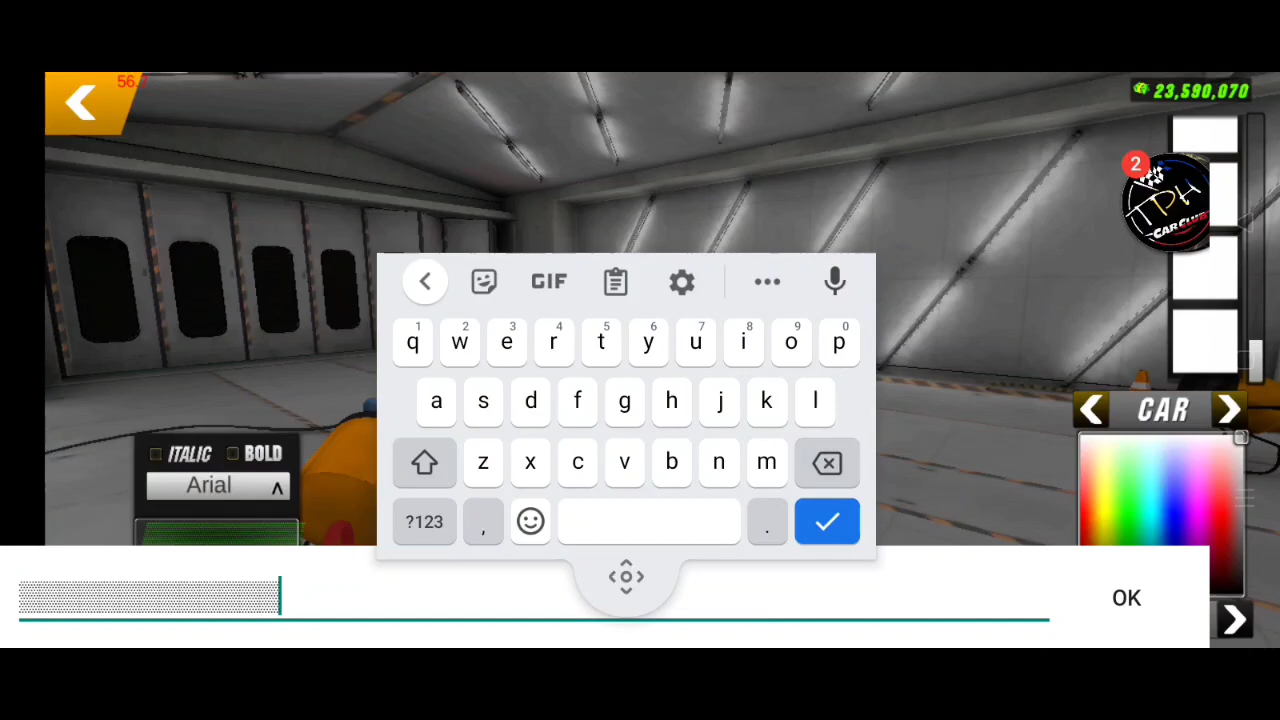 56.
23,590,070
2
TPH
CAR CLUB
GIF
1 2 3 4 5 6 7 8 9 0
q w e r t y u i o p
a s d f g h j k l
CAR
ITALIC BOLD
z x c v b n m
Arial
?123 , .
░░░░░░░░
OK